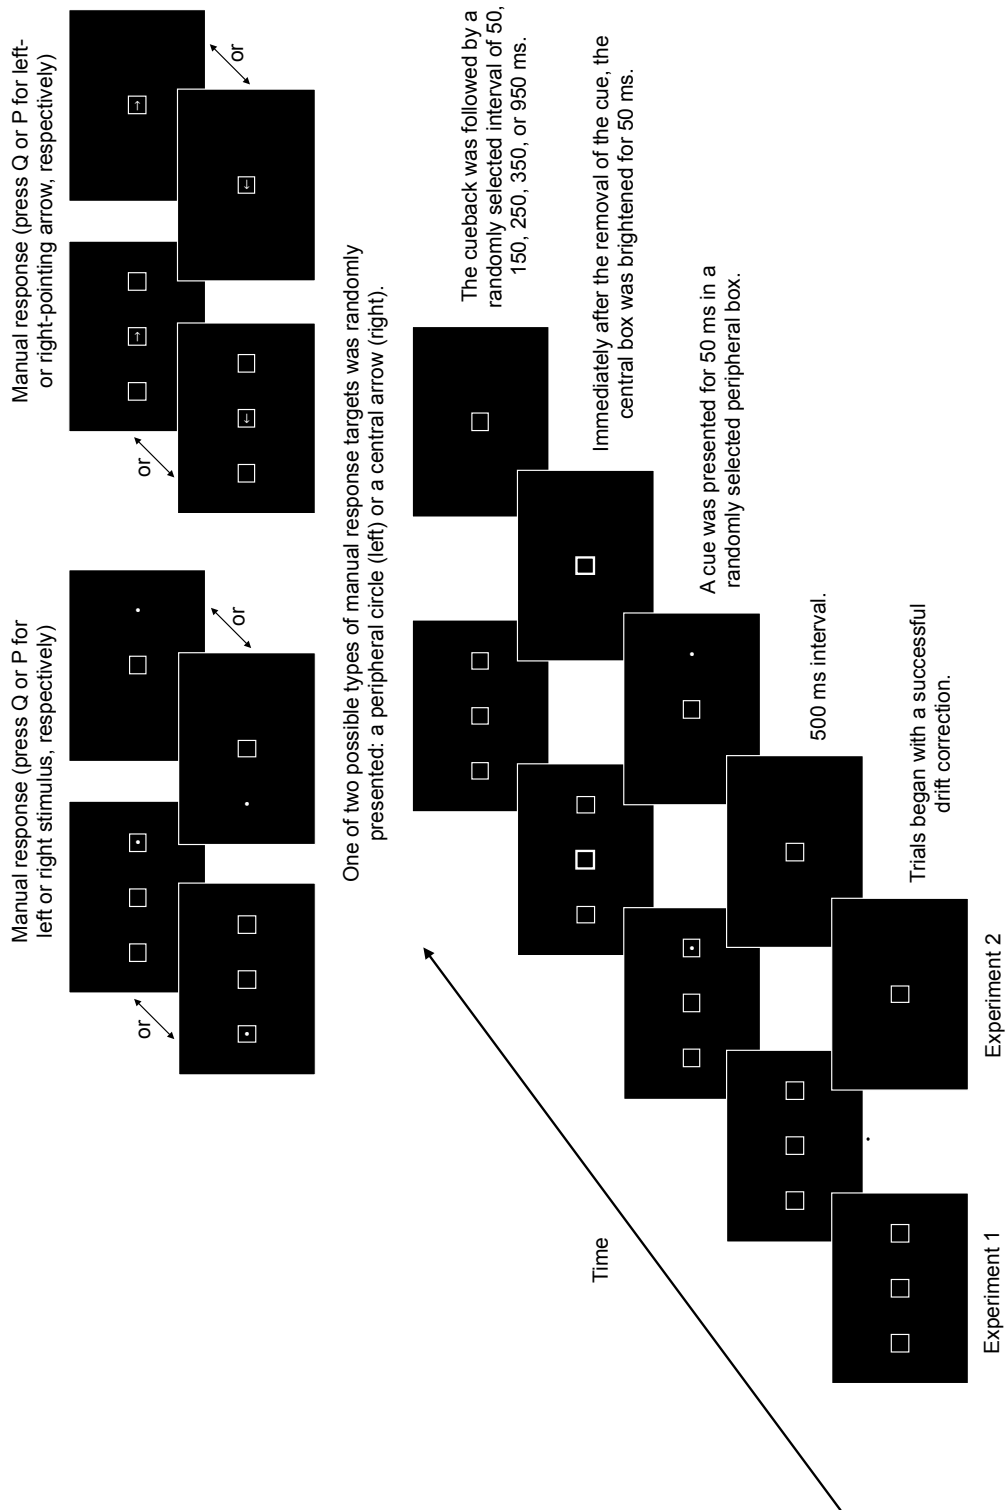 Manual response (press Q or P for
left or right stimulus, respectively)
Manual response (press Q or P for left-
or right-pointing arrow, respectively)
or
or
or
or
One of two possible types of manual response targets was randomly
presented: a peripheral circle (left) or a central arrow (right).
The cueback was followed by a
randomly selected interval of 50,
150, 250, 350, or 950 ms.
Immediately after the removal of the cue, the
central box was brightened for 50 ms.
Time
A cue was presented for 50 ms in a
randomly selected peripheral box.
500 ms interval.
Trials began with a successful
drift correction.
Experiment 1
Experiment 2